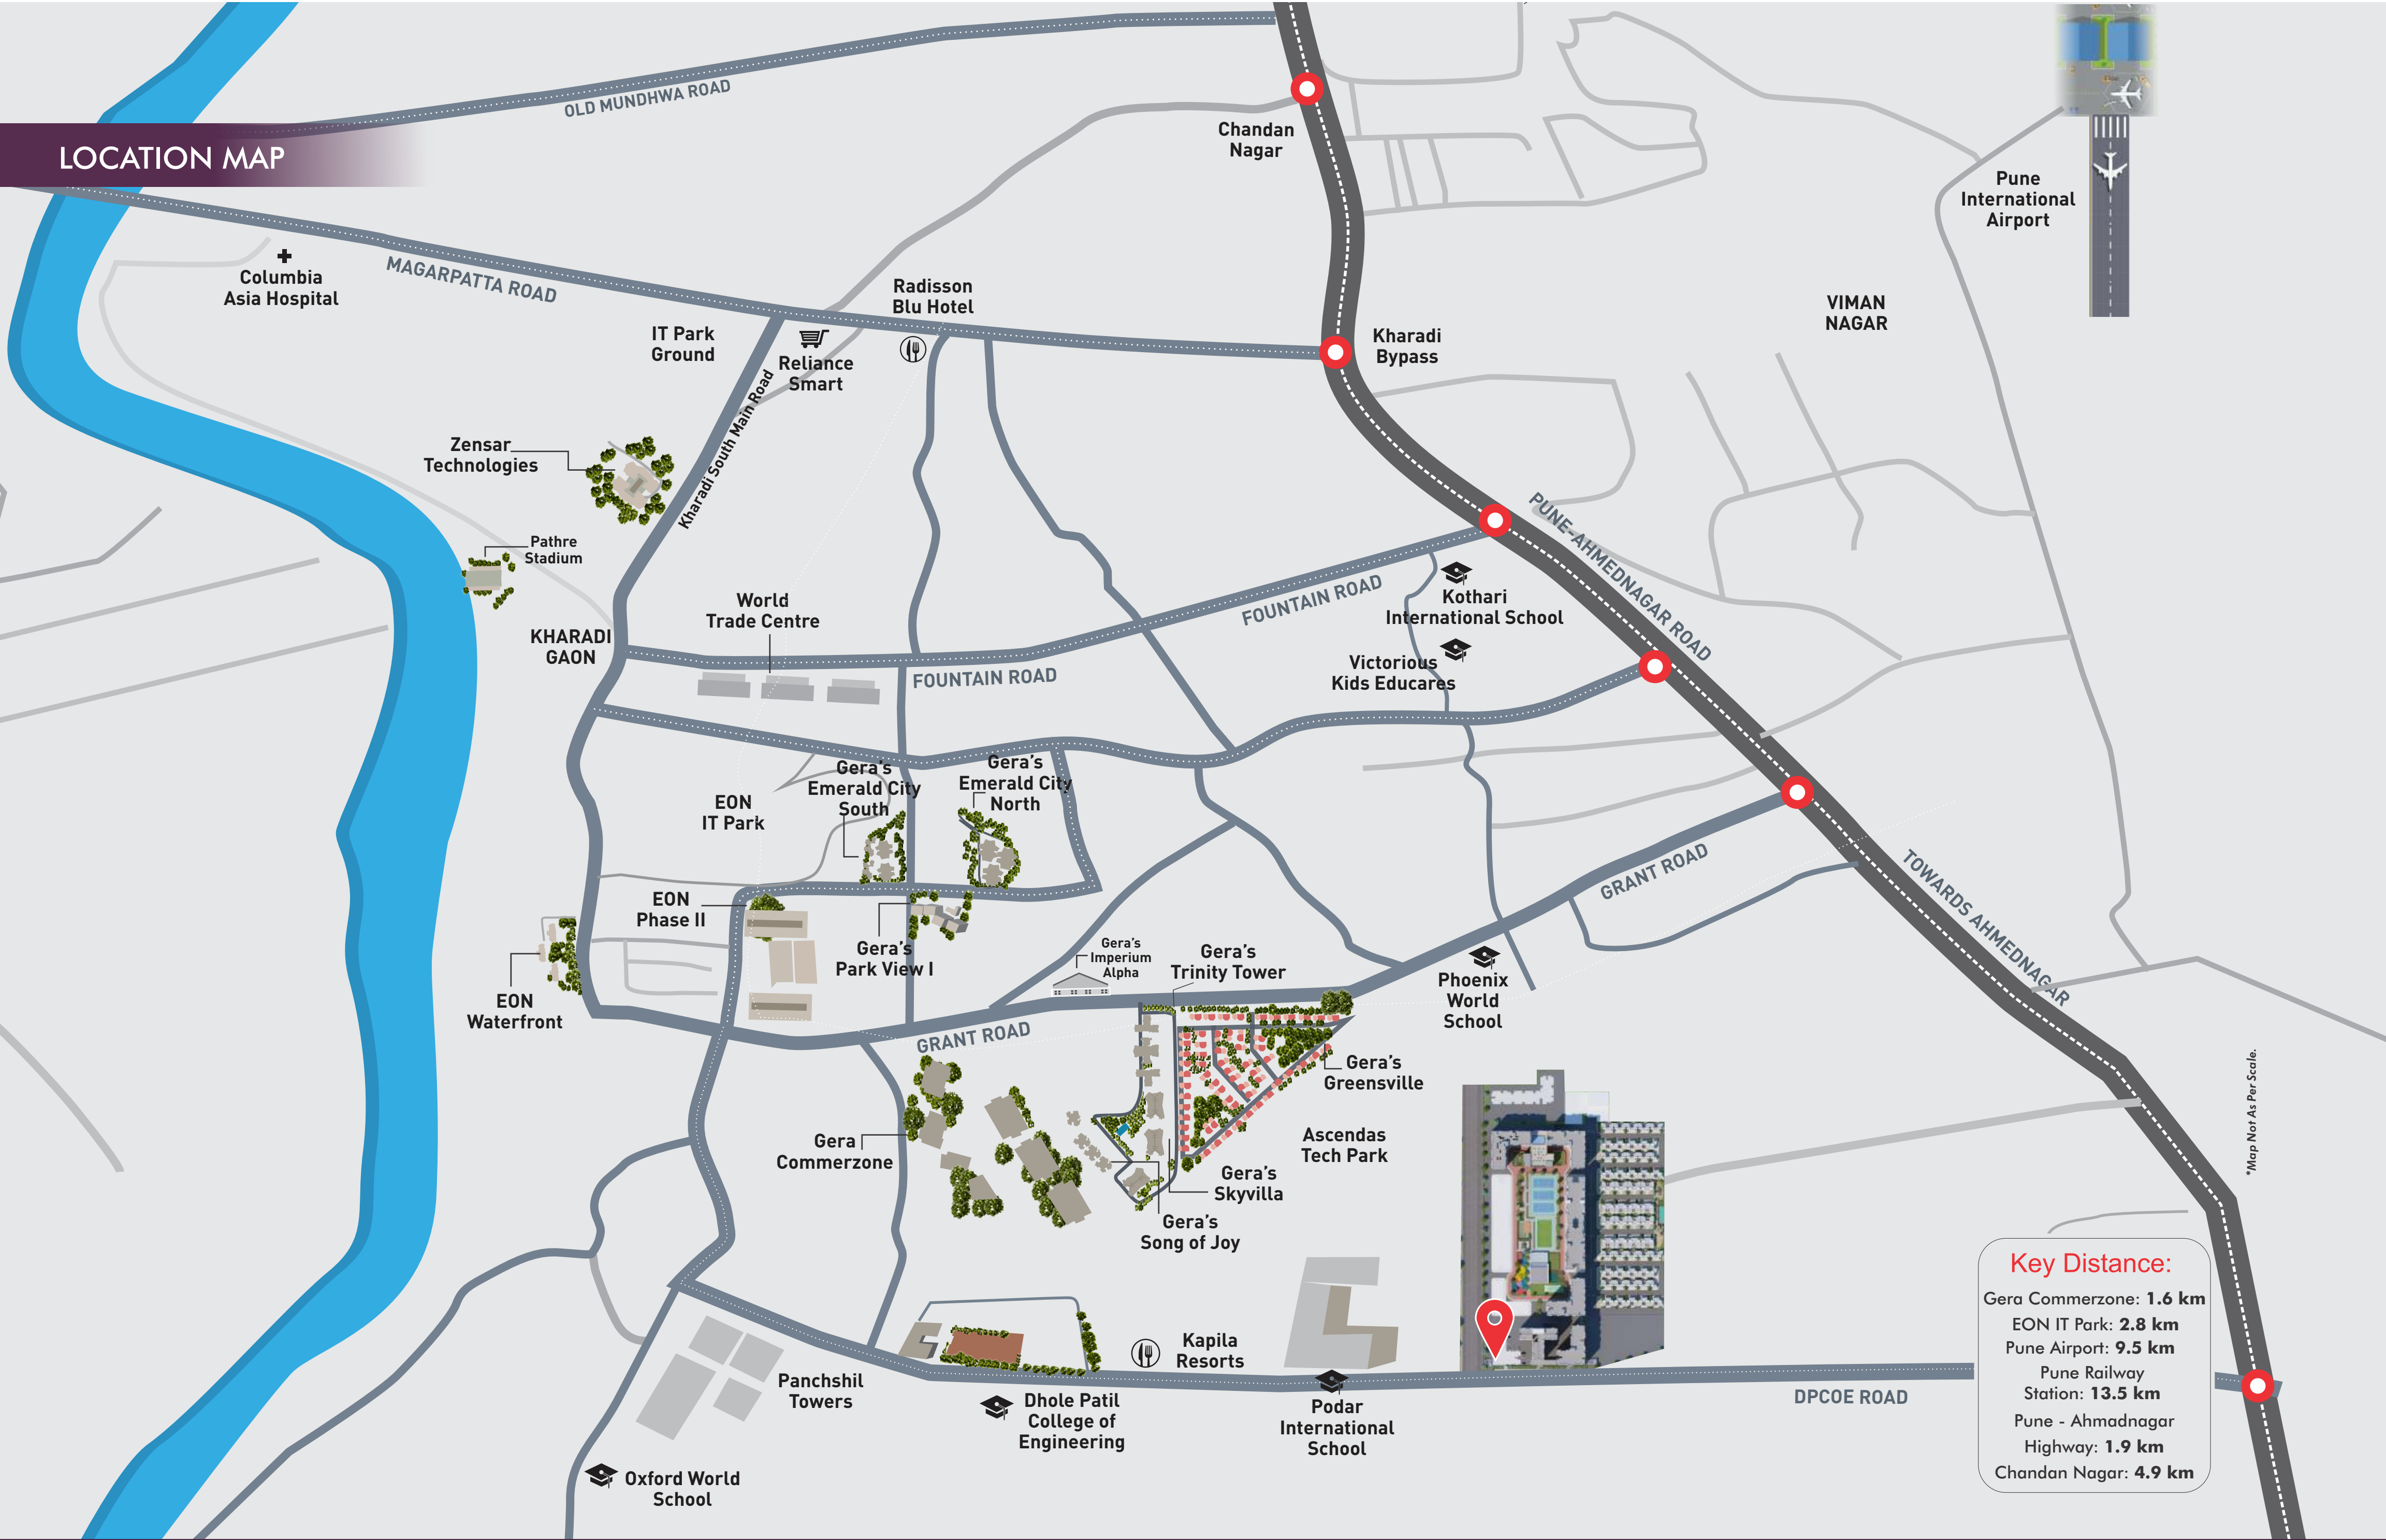 OLD MUNDHWA ROAD
LOCATION MAP
Chandan
Nagar
Pune
International
Airport
Columbia
Asia Hospital
MAGARPATTA ROAD
Radisson
Blu Hotel
VIMAN
NAGAR
IT Park
Ground
Reliance
Smart
Kharadi
Bypass
Kharadi South Main Road
Zensar
Technologies
PUNE-AHMEDNAGAR ROAD
Pathre
Stadium
World
Trade Centre
FOUNTAIN ROAD
Kothari
International School
KHARADI
GAON
FOUNTAIN ROAD
Victorious
Kids Educares
Gera's
Emerald City
South
Gera's
Emerald City
North
EON
IT Park
GRANT ROAD
TOWARDS AHMEDNAGAR
EON
Phase II
Gera's
Park View I
Gera's
Imperium
Alpha
Gera's
Trinity Tower
Phoenix
World
School
EON
Waterfront
GRANT ROAD
Gera's
Greensville
*Map Not As Per Scale.
Gera
Commerzone
Ascendas
Tech Park
Gera's
Skyvilla
Gera's
Song of Joy
Key Distance:
Gera Commerzone: 1.6 km
EON IT Park: 2.8 km
Pune Airport: 9.5 km
Pune Railway
Station: 13.5 km
Pune - Ahmadnagar
Highway: 1.9 km
Chandan Nagar: 4.9 km
Kapila
Resorts
Panchshil
Towers
Dhole Patil
College of
Engineering
Podar
International
School
DPCOE ROAD
Oxford World
School